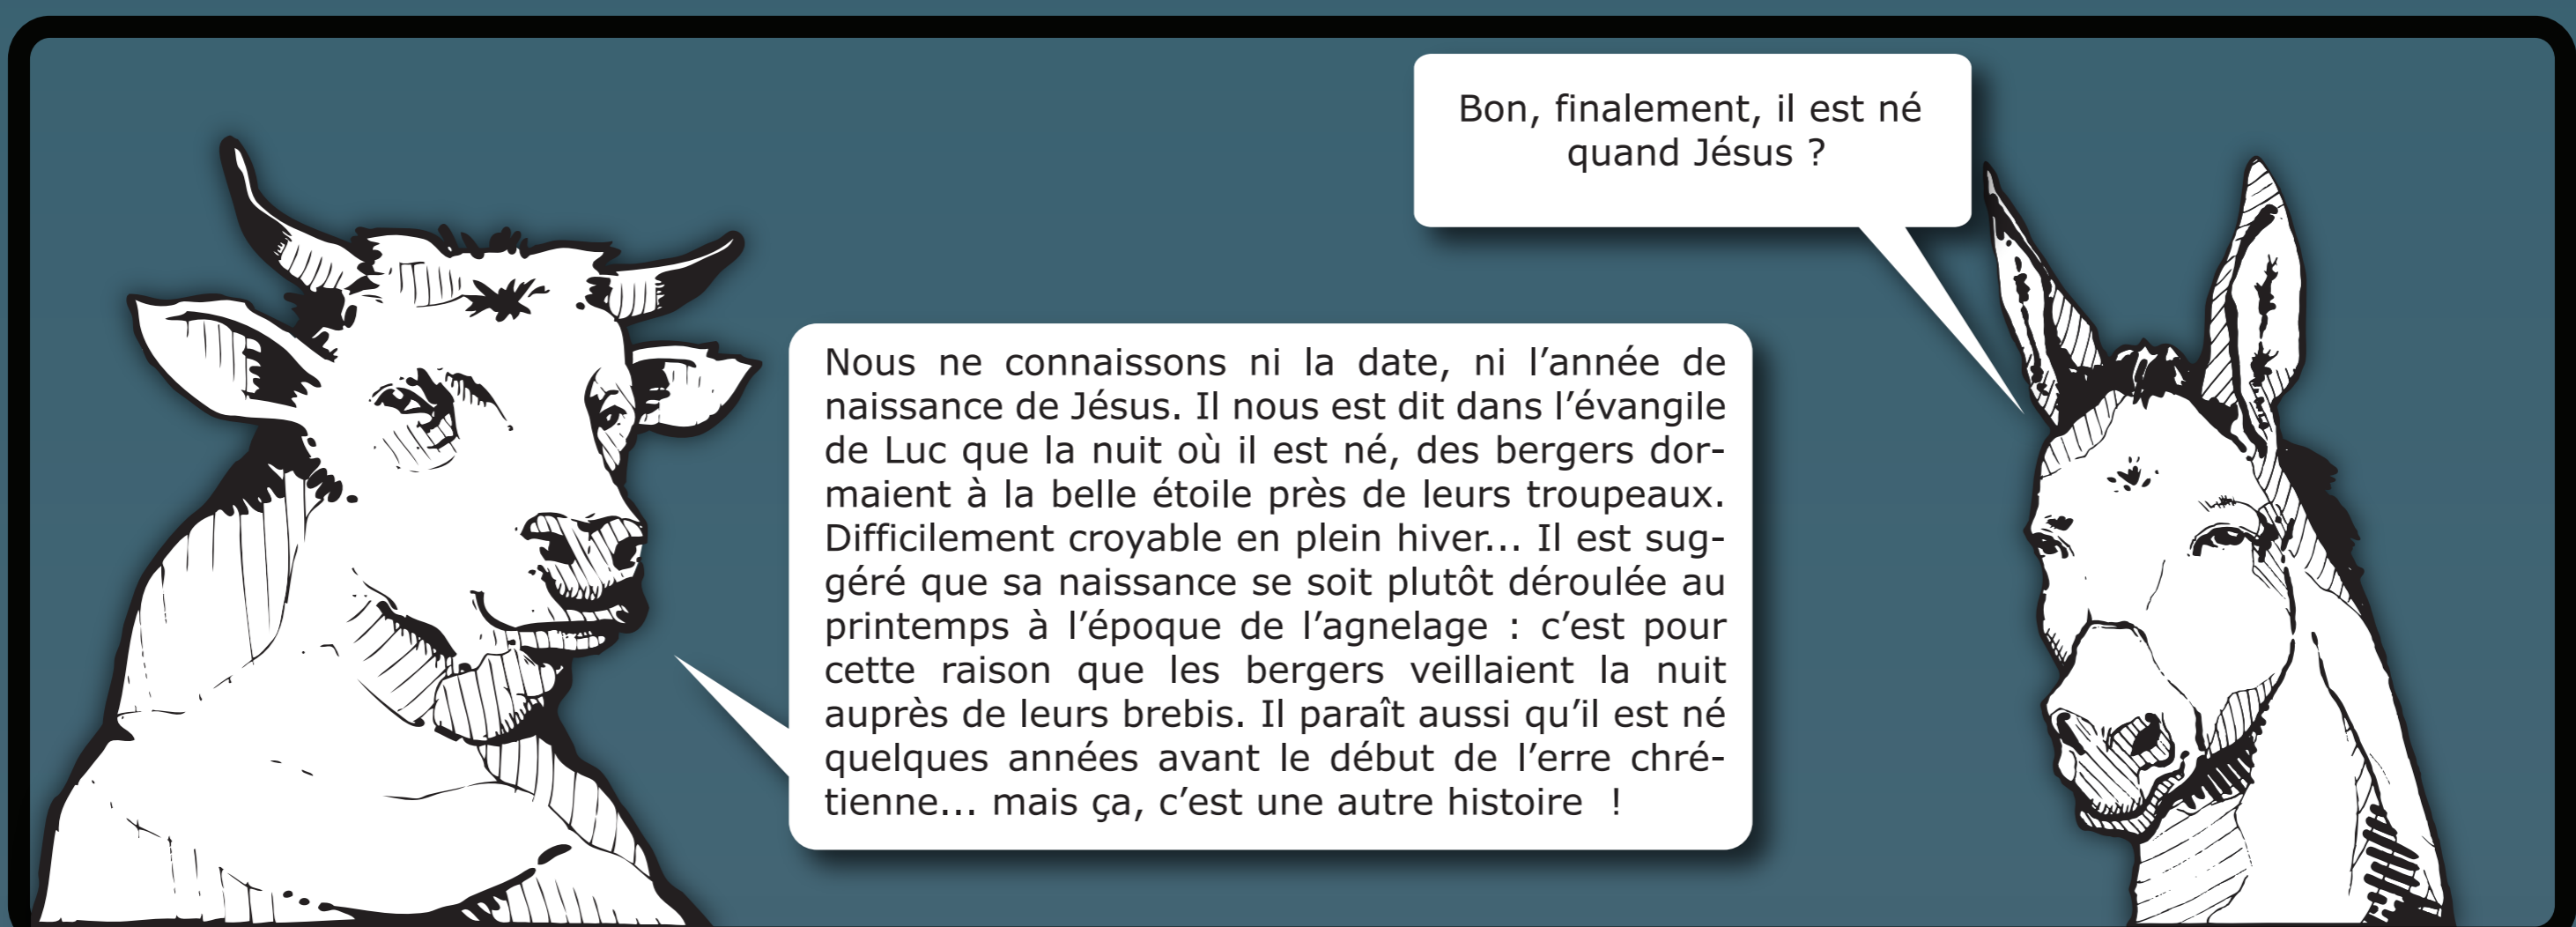 Bon, finalement, il est né
quand Jésus ?
Nous ne connaissons ni la date, ni l’année de
naissance de Jésus. Il nous est dit dans l’évangile
de Luc que la nuit où il est né, des bergers dor-
maient à la belle étoile près de leurs troupeaux.
Difficilement croyable en plein hiver... Il est sug-
géré que sa naissance se soit plutôt déroulée au
printemps à l’époque de l’agnelage : c’est pour
cette raison que les bergers veillaient la nuit
auprès de leurs brebis. Il paraît aussi qu’il est né
quelques années avant le début de l’erre chré-
tienne... mais ça, c’est une autre histoire  !